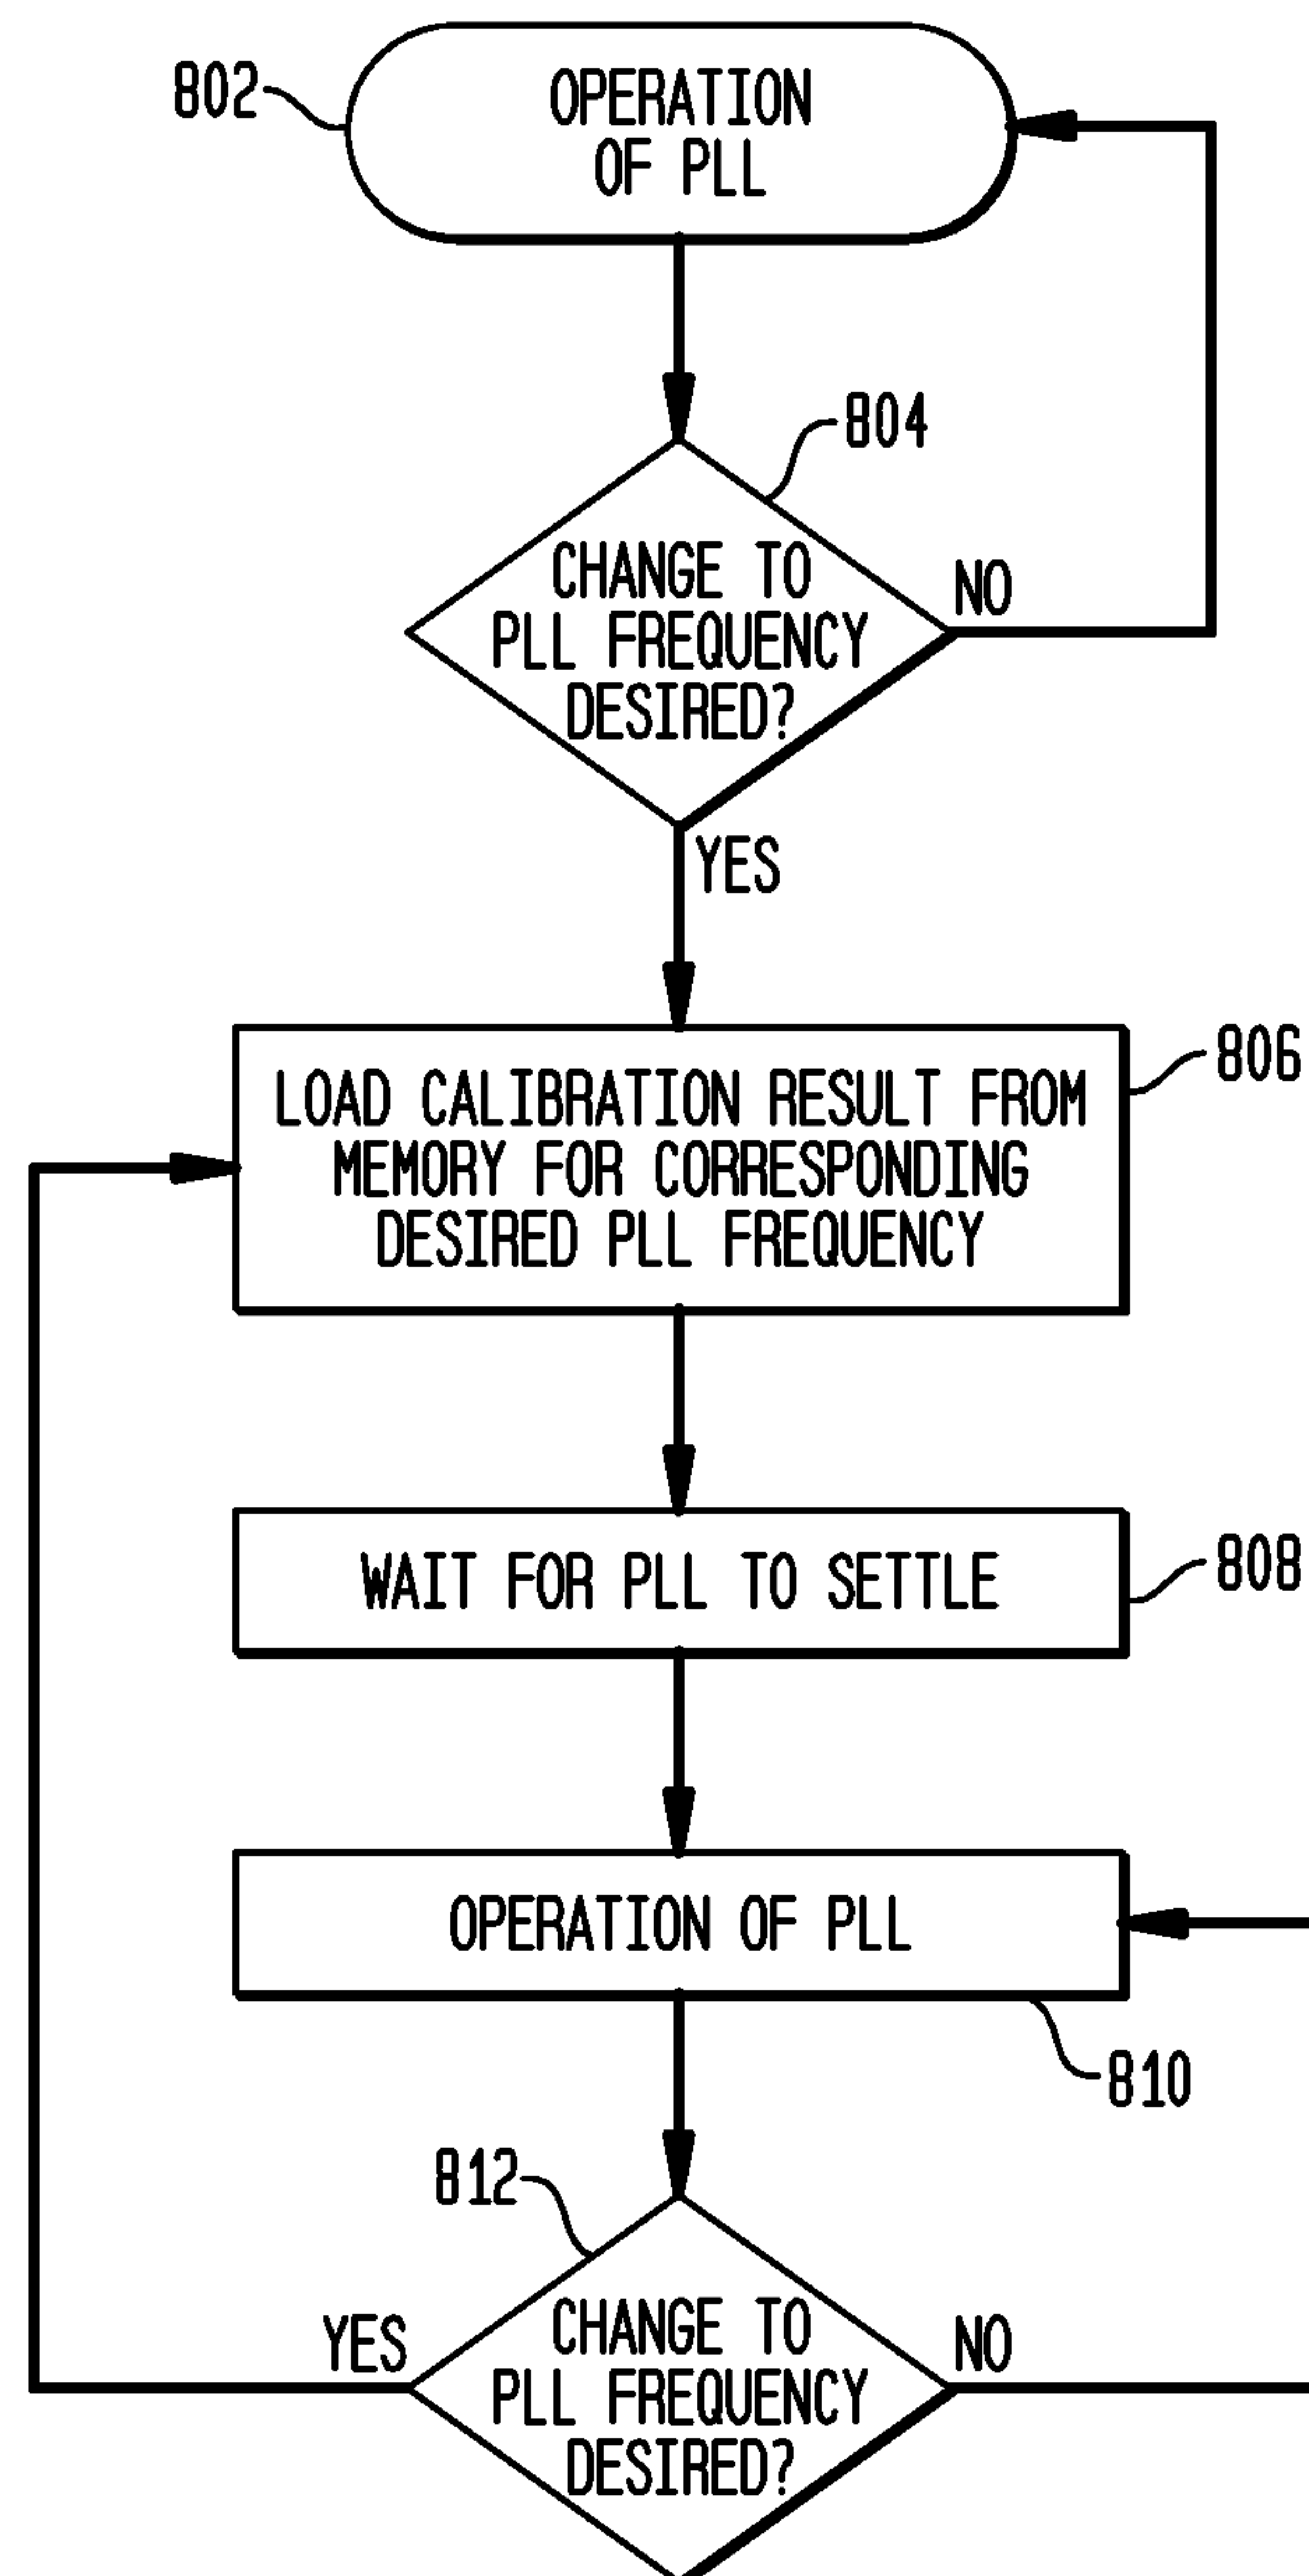 802
OPERATION
OF PLL
804
CHANGE TO
PLL FREQUENCY
DESIRED?
NO
YES
806
LOAD CALIBRATION RESULT FROM
MEMORY FOR CORRESPONDING
DESIRED PLL FREQUENCY
808
WAIT FOR PLL TO SETTLE
OPERATION OF PLL
810
812
CHANGE TO
PLL FREQUENCY
DESIRED?
YES
NO